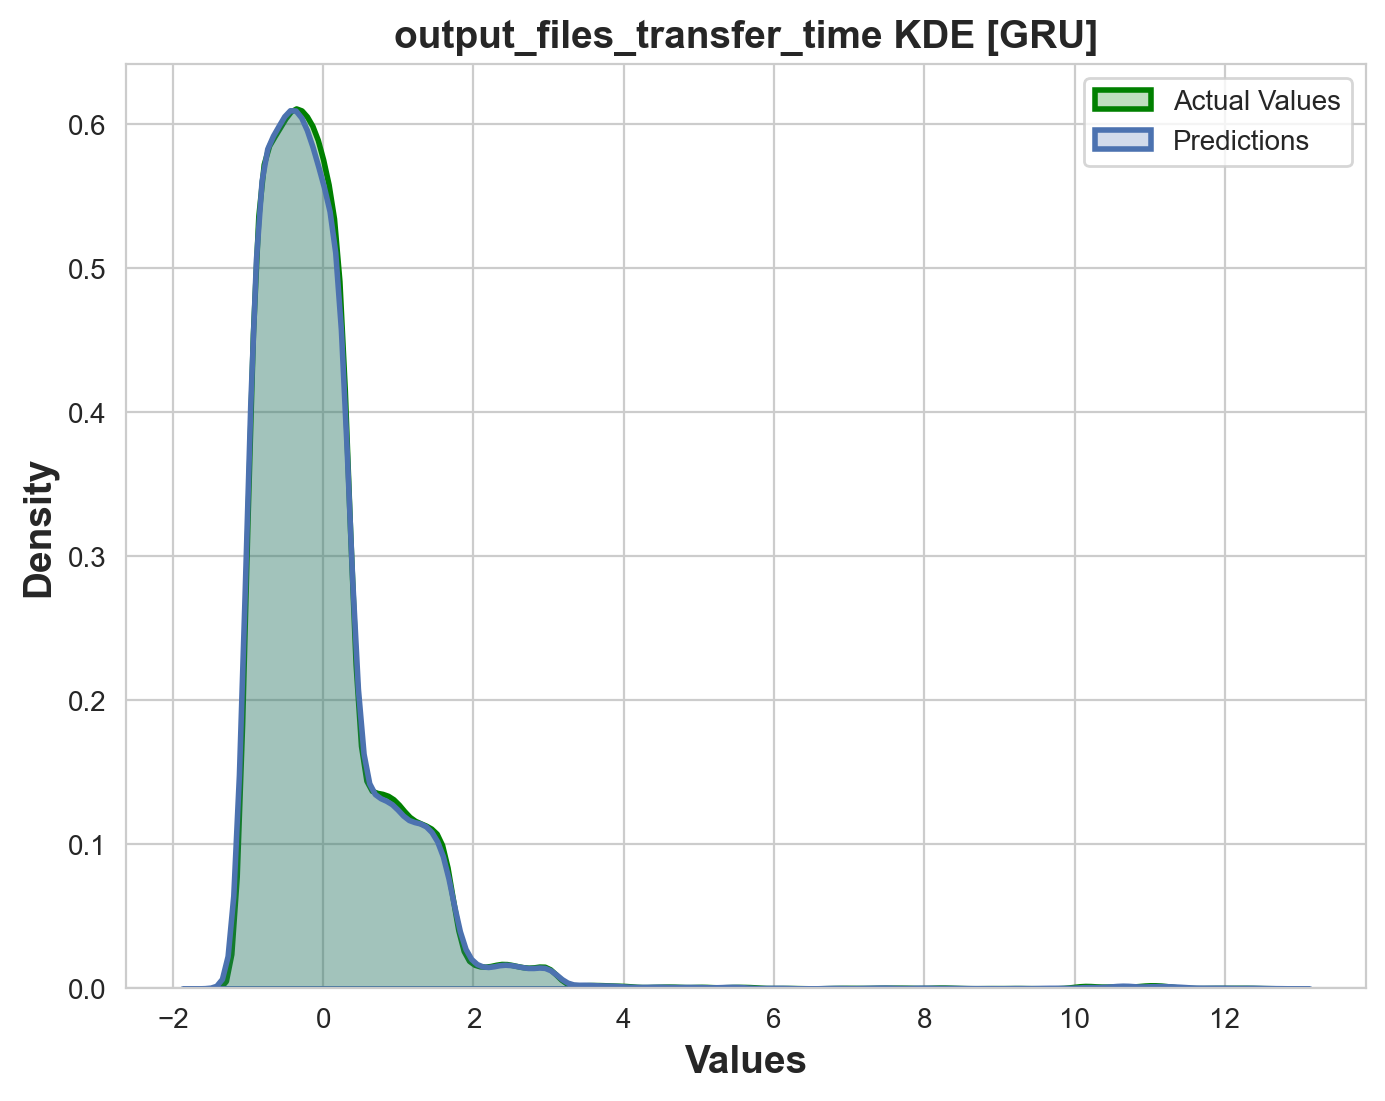 output_files_transfer_time KDE [GRU]
Actual Values
Predictions
0.6
0.5
0.4
0.3
0.2
0.1
0.0
Density
−2 0 2 4 6 8 10 12
Values